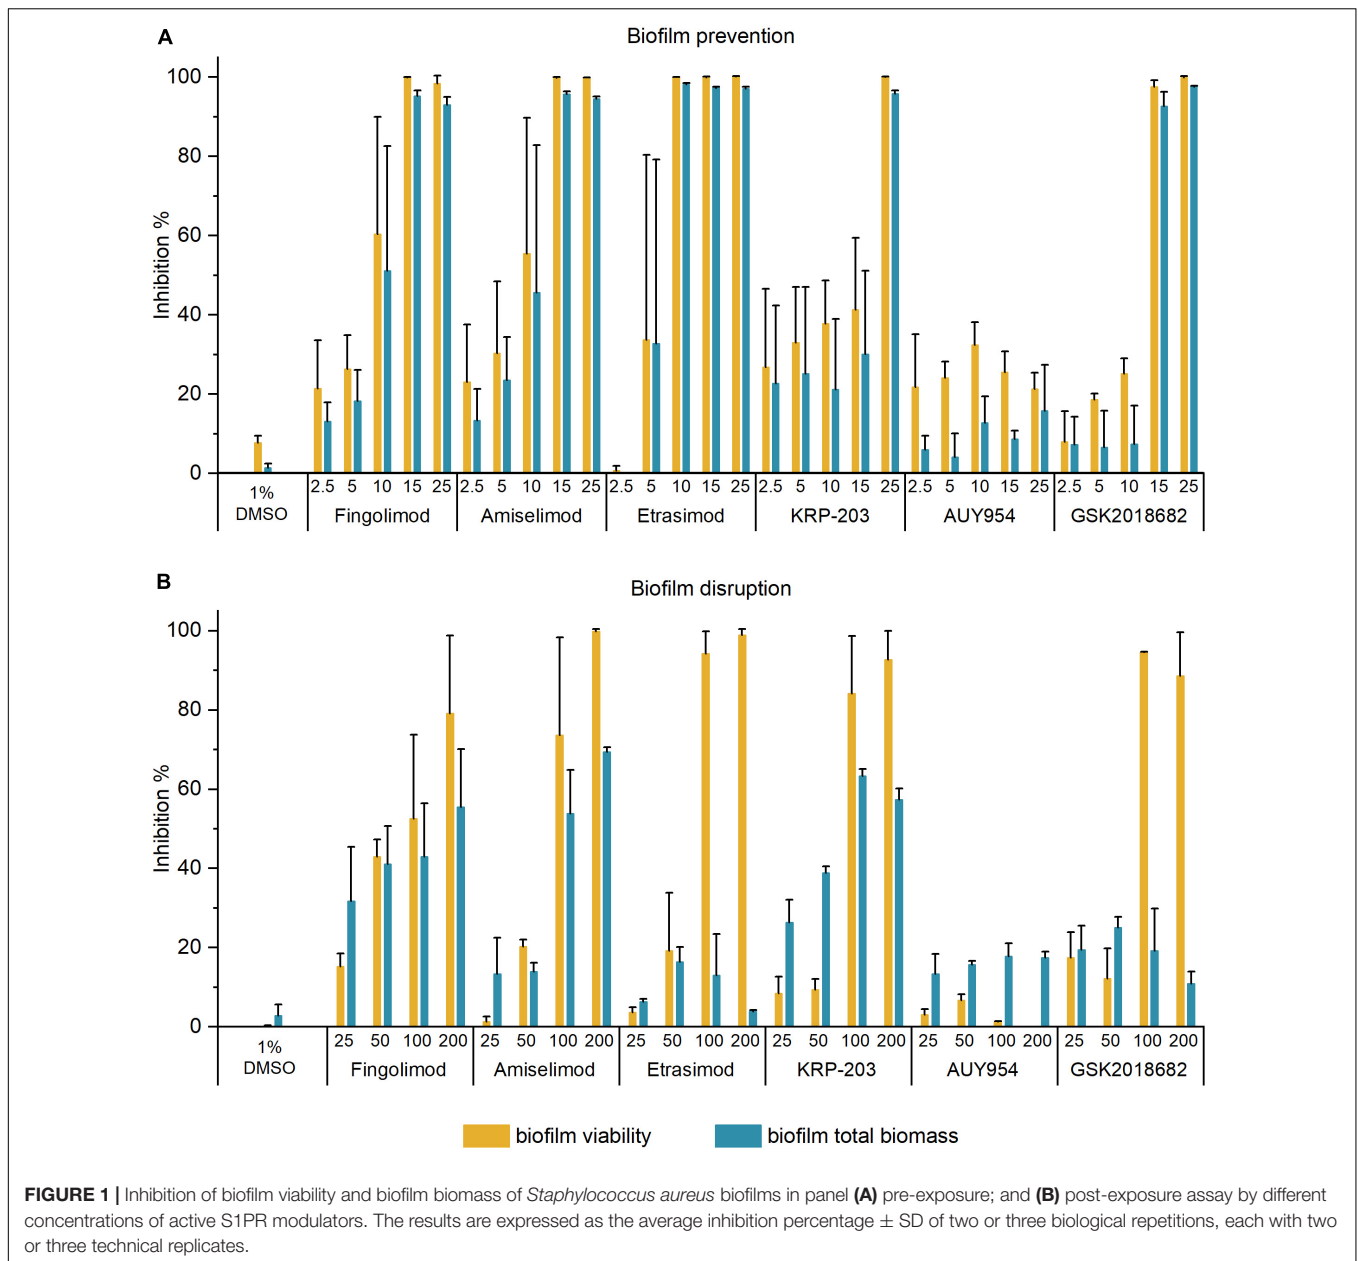 A
Biofilm prevention
Inhibition %
100
80
60
40
20
0
1%
DMSO
2.5 5 10 15 25 2.5 5 10 15 25 2.5 5 10 15 25 2.5 5 10 15 25 2.5 5 10 15 25 2.5 5 10 15 25
Fingolimod Amiselimod Etrasimod KRP-203 AUY954 GSK2018682
B
Biofilm disruption
Inhibition %
100
80
60
40
20
0
1%
DMSO
25 50 100 200 25 50 100 200 25 50 100 200 25 50 100 200 25 50 100 200 25 50 100 200
Fingolimod Amiselimod Etrasimod KRP-203 AUY954 GSK2018682
biofilm viability biofilm total biomass
FIGURE 1 | Inhibition of biofilm viability and biofilm biomass of Staphylococcus aureus biofilms in panel (A) pre-exposure; and (B) post-exposure assay by different
concentrations of active S1PR modulators. The results are expressed as the average inhibition percentage ± SD of two or three biological repetitions, each with two
or three technical replicates.